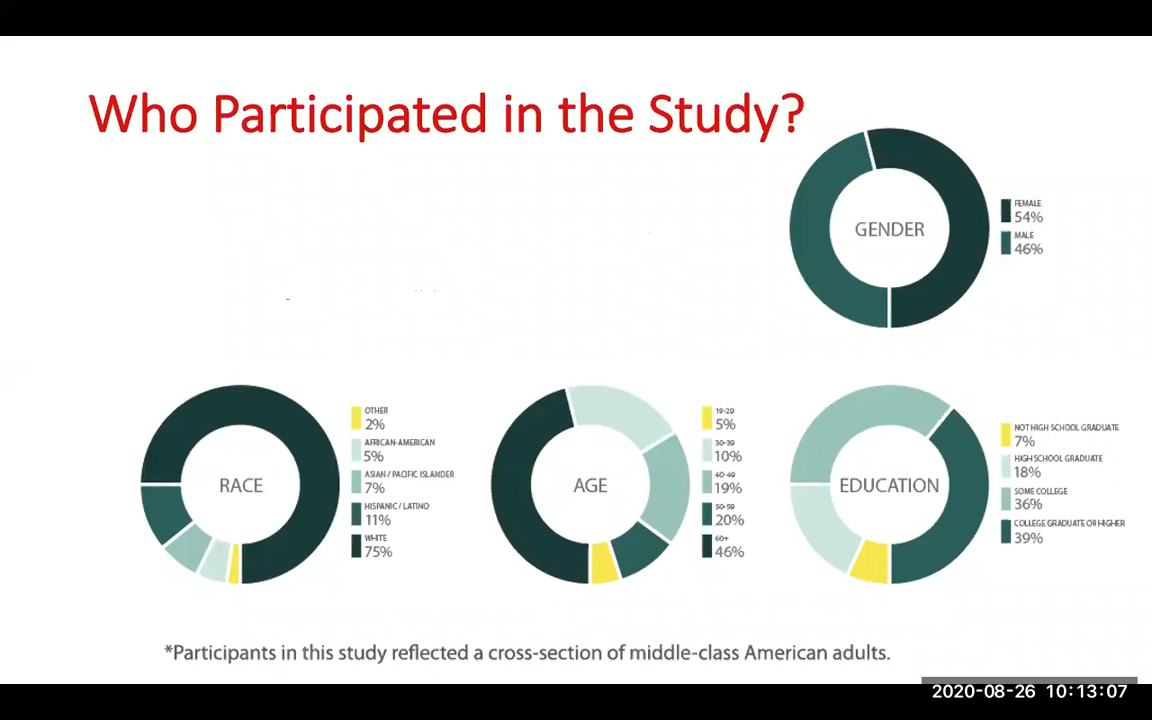 Who Participated in the Study?
GENDER
FEMALE
54%
MALE
46%
RACE
OTHER
2%
AFRICAN-AMERICAN
5%
ASIAN / PACIFIC ISLANDER
7%
HISPANIC / LATINO
11%
WHITE
75%
AGE
19-29
5%
30-39
10%
40-49
19%
50-59
20%
60+
46%
EDUCATION
NOT HIGH SCHOOL GRADUATE
7%
HIGH SCHOOL GRADUATE
18%
SOME COLLEGE
36%
COLLEGE GRADUATE OR HIGHER
39%
*Participants in this study reflected a cross-section of middle-class American adults.
2020-08-26 10:13:07